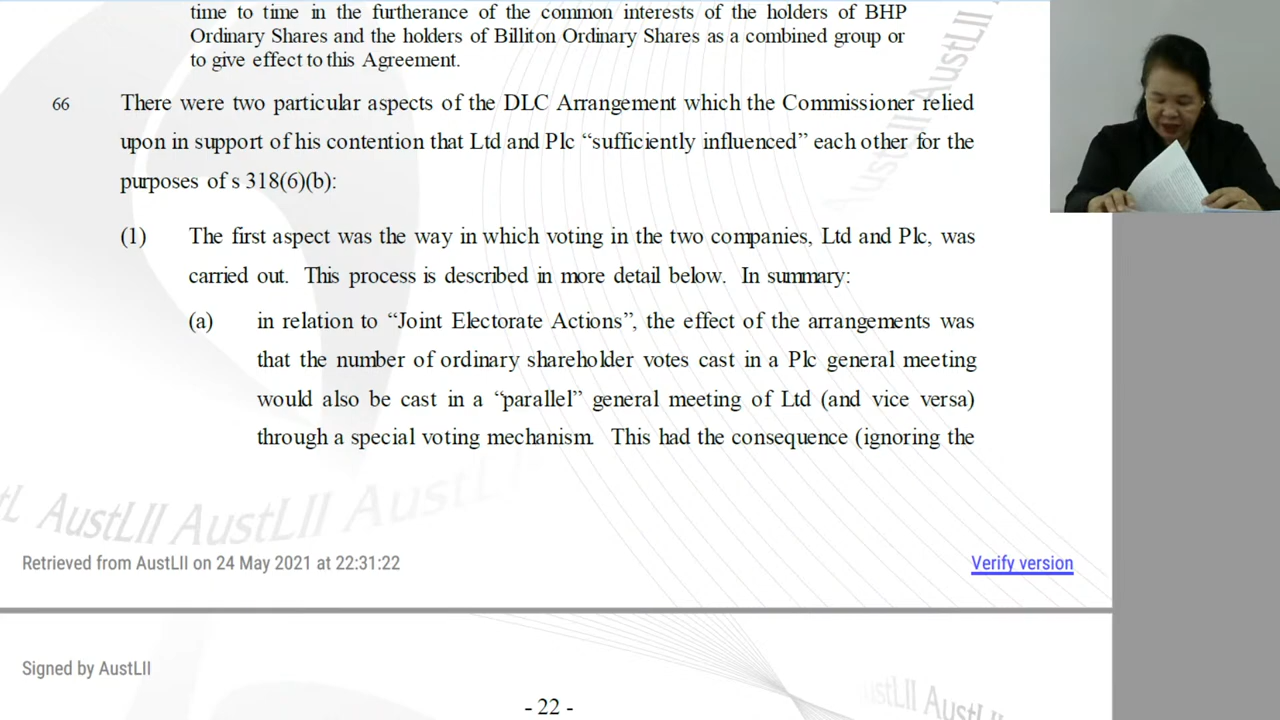 time to time in the furtherance of the common interests of the holders of BHP
Ordinary Shares and the holders of Billiton Ordinary Shares as a combined group or
to give effect to this Agreement.
66 There were two particular aspects of the DLC Arrangement which the Commissioner relied
upon in support of his contention that Ltd and Plc “sufficiently influenced” each other for the
purposes of s 318(6)(b):
(1) The first aspect was the way in which voting in the two companies, Ltd and Plc, was
carried out. This process is described in more detail below. In summary:
(a) in relation to “Joint Electorate Actions”, the effect of the arrangements was
that the number of ordinary shareholder votes cast in a Plc general meeting
would also be cast in a “parallel” general meeting of Ltd (and vice versa)
through a special voting mechanism. This had the consequence (ignoring the
AustLII AustLII AustLII
Retrieved from AustLII on 24 May 2021 at 22:31:22 Verify version
Signed by AustLII
- 22 -